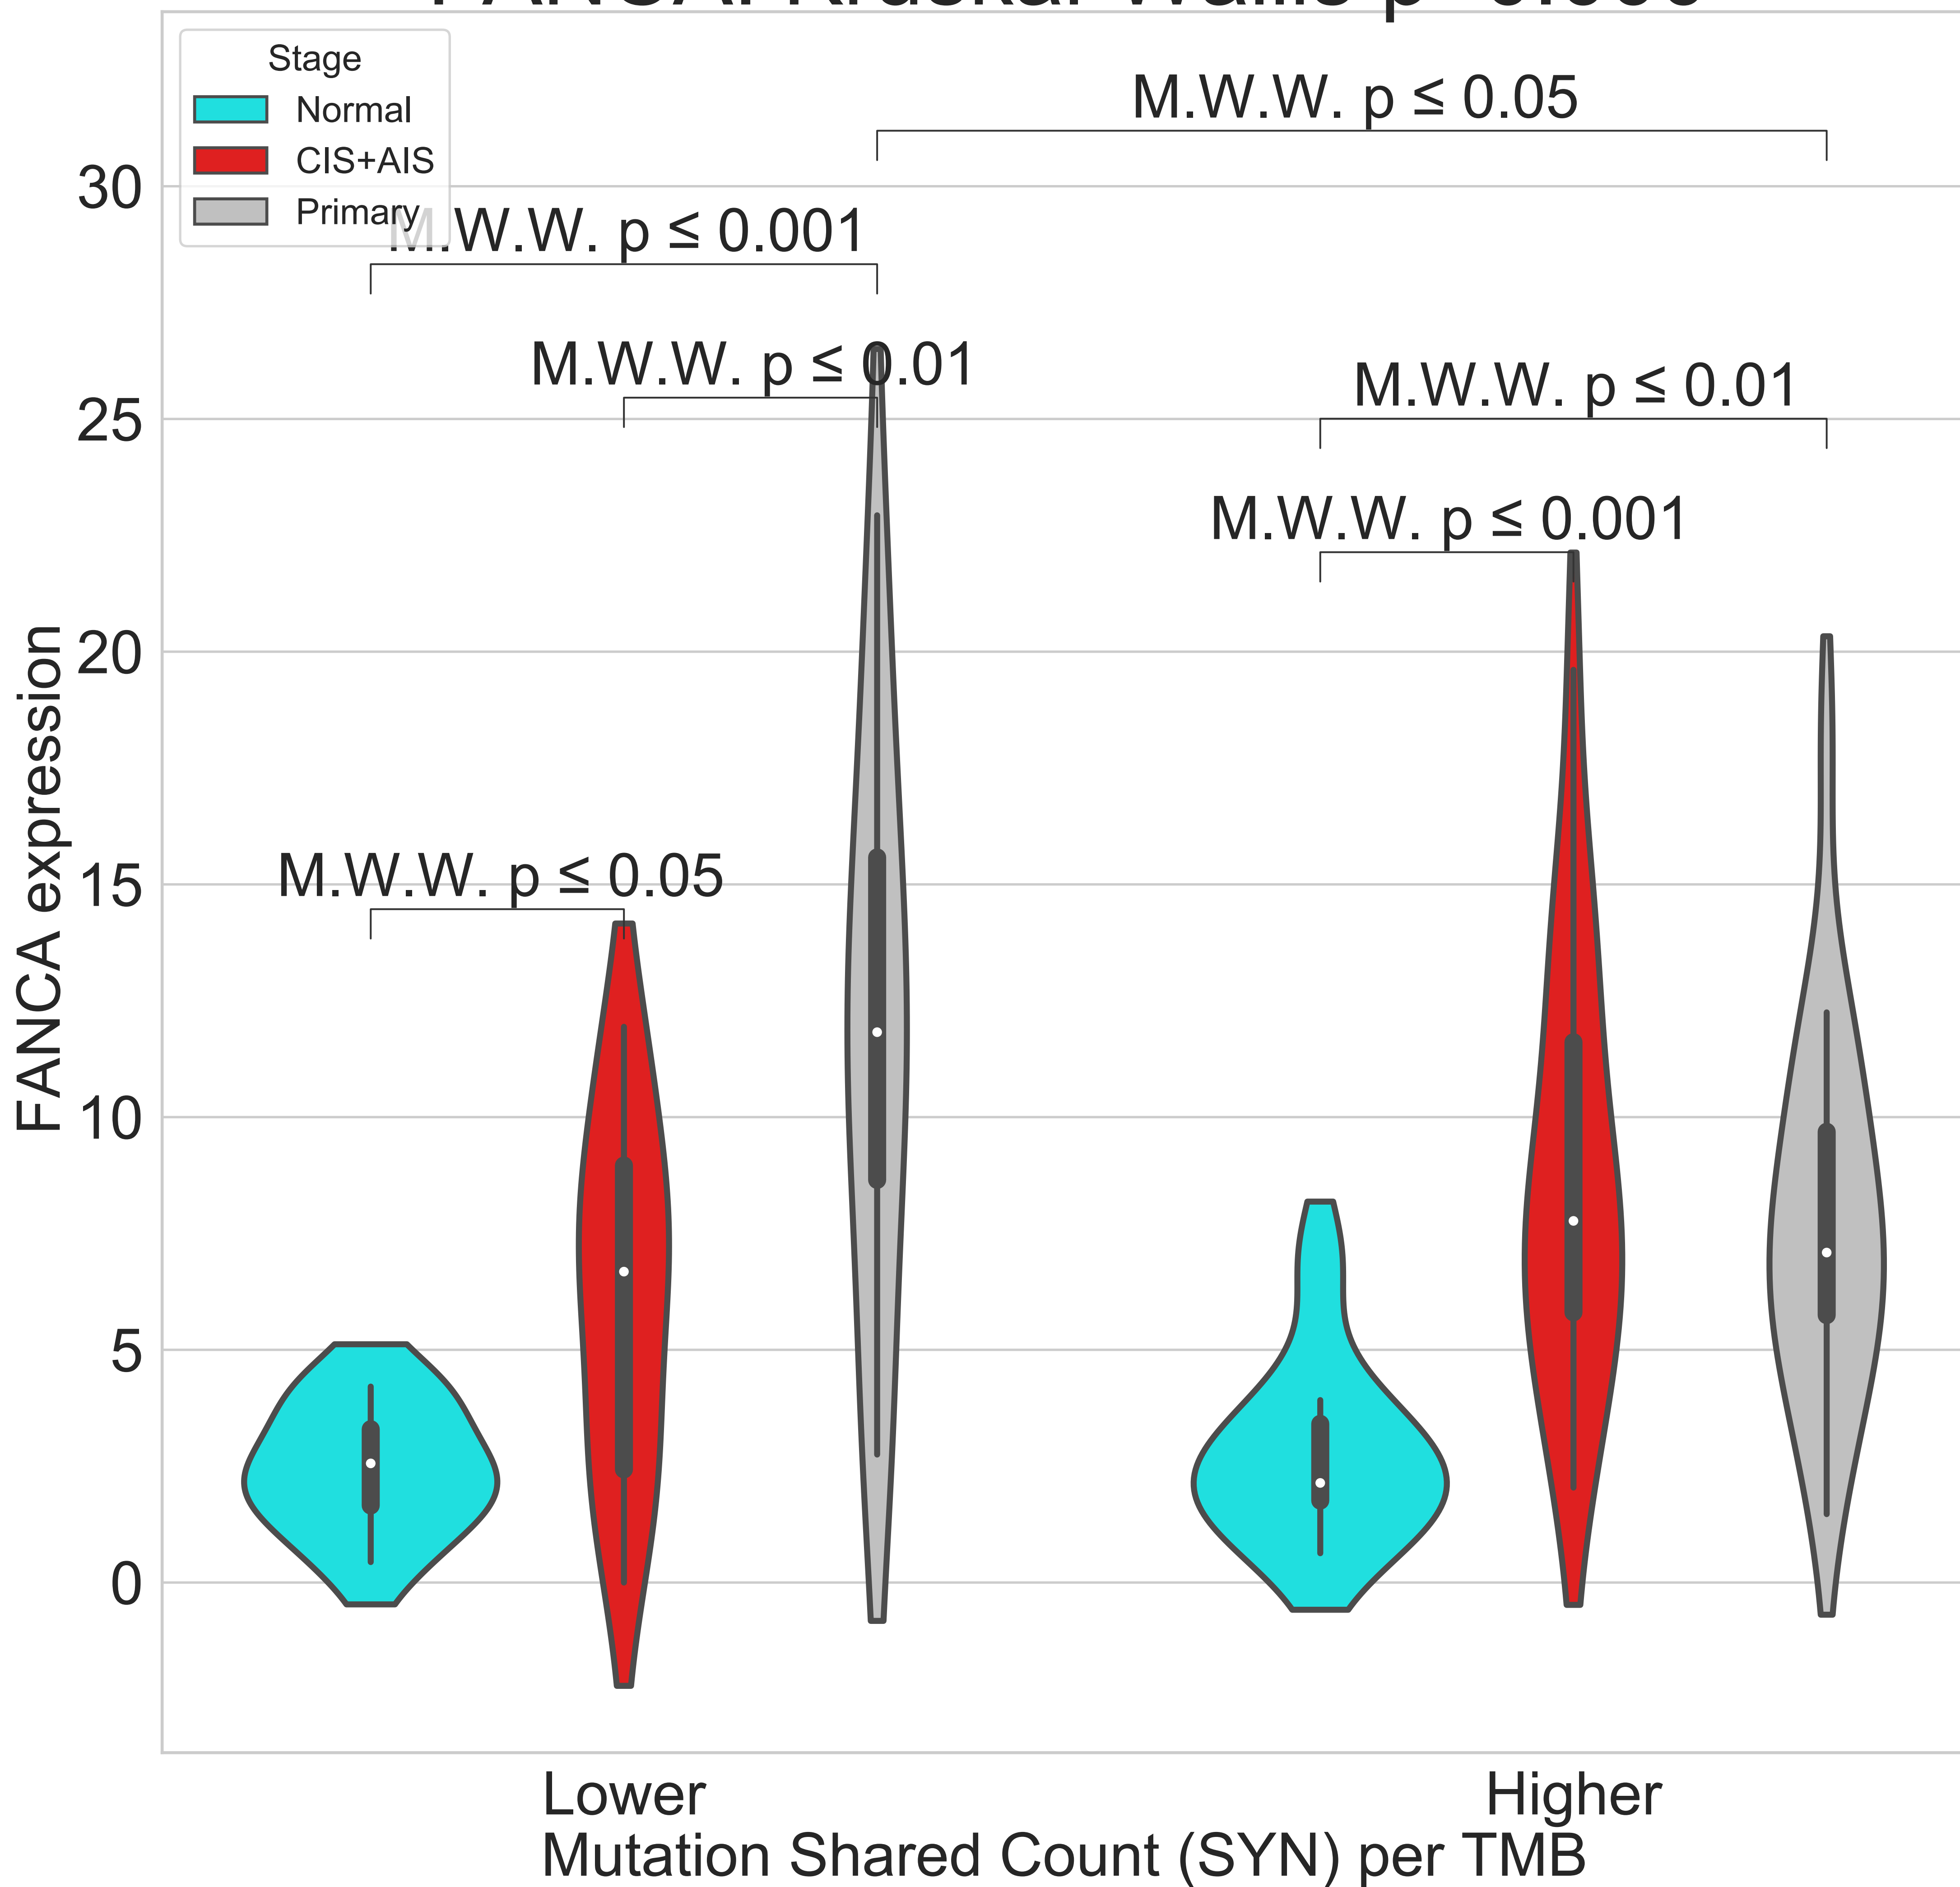 Stage
Normal
CIS+AIS
Primary
M.W.W. p ≤ 0.05
M.W.W. p ≤ 0.001
M.W.W. p ≤ 0.01
M.W.W. p ≤ 0.01
M.W.W. p ≤ 0.001
M.W.W. p ≤ 0.05
30
25
20
15
10
5
0
FANCA expression
Lower
Higher
Mutation Shared Count (SYN) per TMB